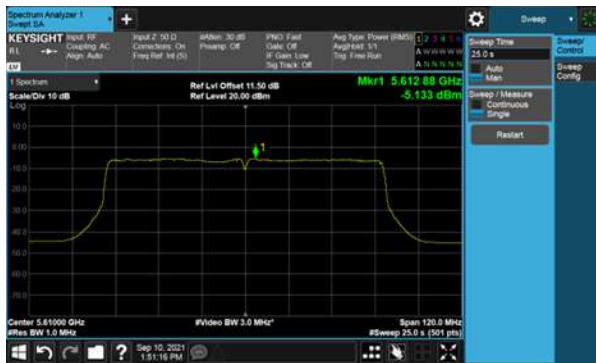 Spectrum Analyzer 1
Swept SA
+
Sweep
KEYSIGHT Input: RF Input Z: 50 Ω #Atten: 30 dB PNO: Fast Avg Type: Power (RMS) 1 2 3 4 5 6
RL Coupling: AC Corrections: On Preamp: Off Gate: Off Avg|Hold: 1/1 A W W W W W
Align: Auto Freq Ref: Int (S) IF Gain: Low Trig: Free Run
Sig Track: Off A N N N N N
Sweep Time
25.0 s
Auto
Man
Sweep/
Control
Sweep
Config
Sweep / Measure
Continuous
Single
Restart
1 Spectrum
Ref Lvl Offset 11.50 dB
Mkr1 5.612 88 GHz
Scale/Div 10 dB
Ref Level 20.00 dBm
-5.133 dBm
Log
10.0
0.00
1
-10.0
-20.0
-30.0
-40.0
-50.0
-60.0
-70.0
Center 5.61000 GHz
#Video BW 3.0 MHz*
Span 120.0 MHz
#Res BW 1.0 MHz
#Sweep 25.0 s (501 pts)
?
Sep 10, 2021
1:51:16 PM